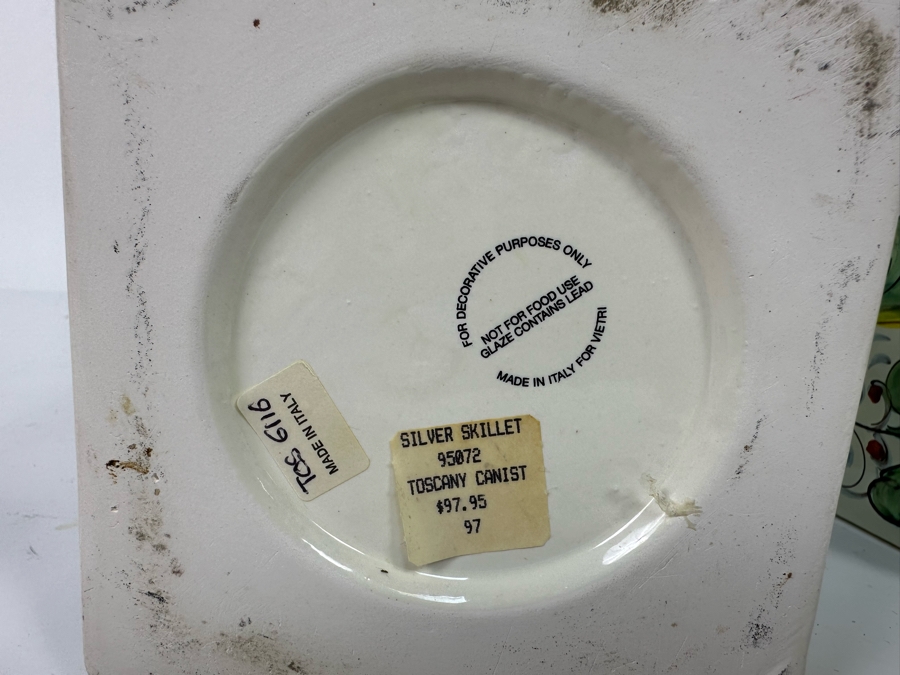 FOR DECORATIVE PURPOSES ONLY
NOT FOR FOOD USE
GLAZE CONTAINS LEAD
MADE IN ITALY FOR VIETRI
TCS 6116
MADE IN ITALY
SILVER SKILLET
95072
TOSCANY CANIST
$97.95
97